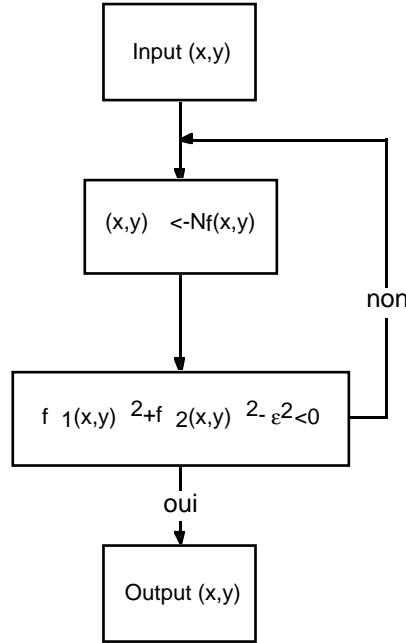 Input (x,y)
(x,y) <-Nf(x,y)
non
f 1(x,y) 2+f 2(x,y) 2- ε2<0
oui
Output (x,y)